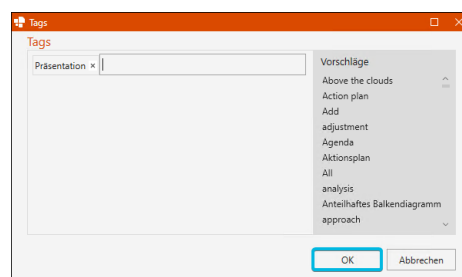 Tags
Tags
Präsentation ×
Vorschläge
Above the clouds
Action plan
Add
adjustment
Agenda
Aktionsplan
All
analysis
Anteilhaftes Balkendiagramm
approach
OK
Abbrechen